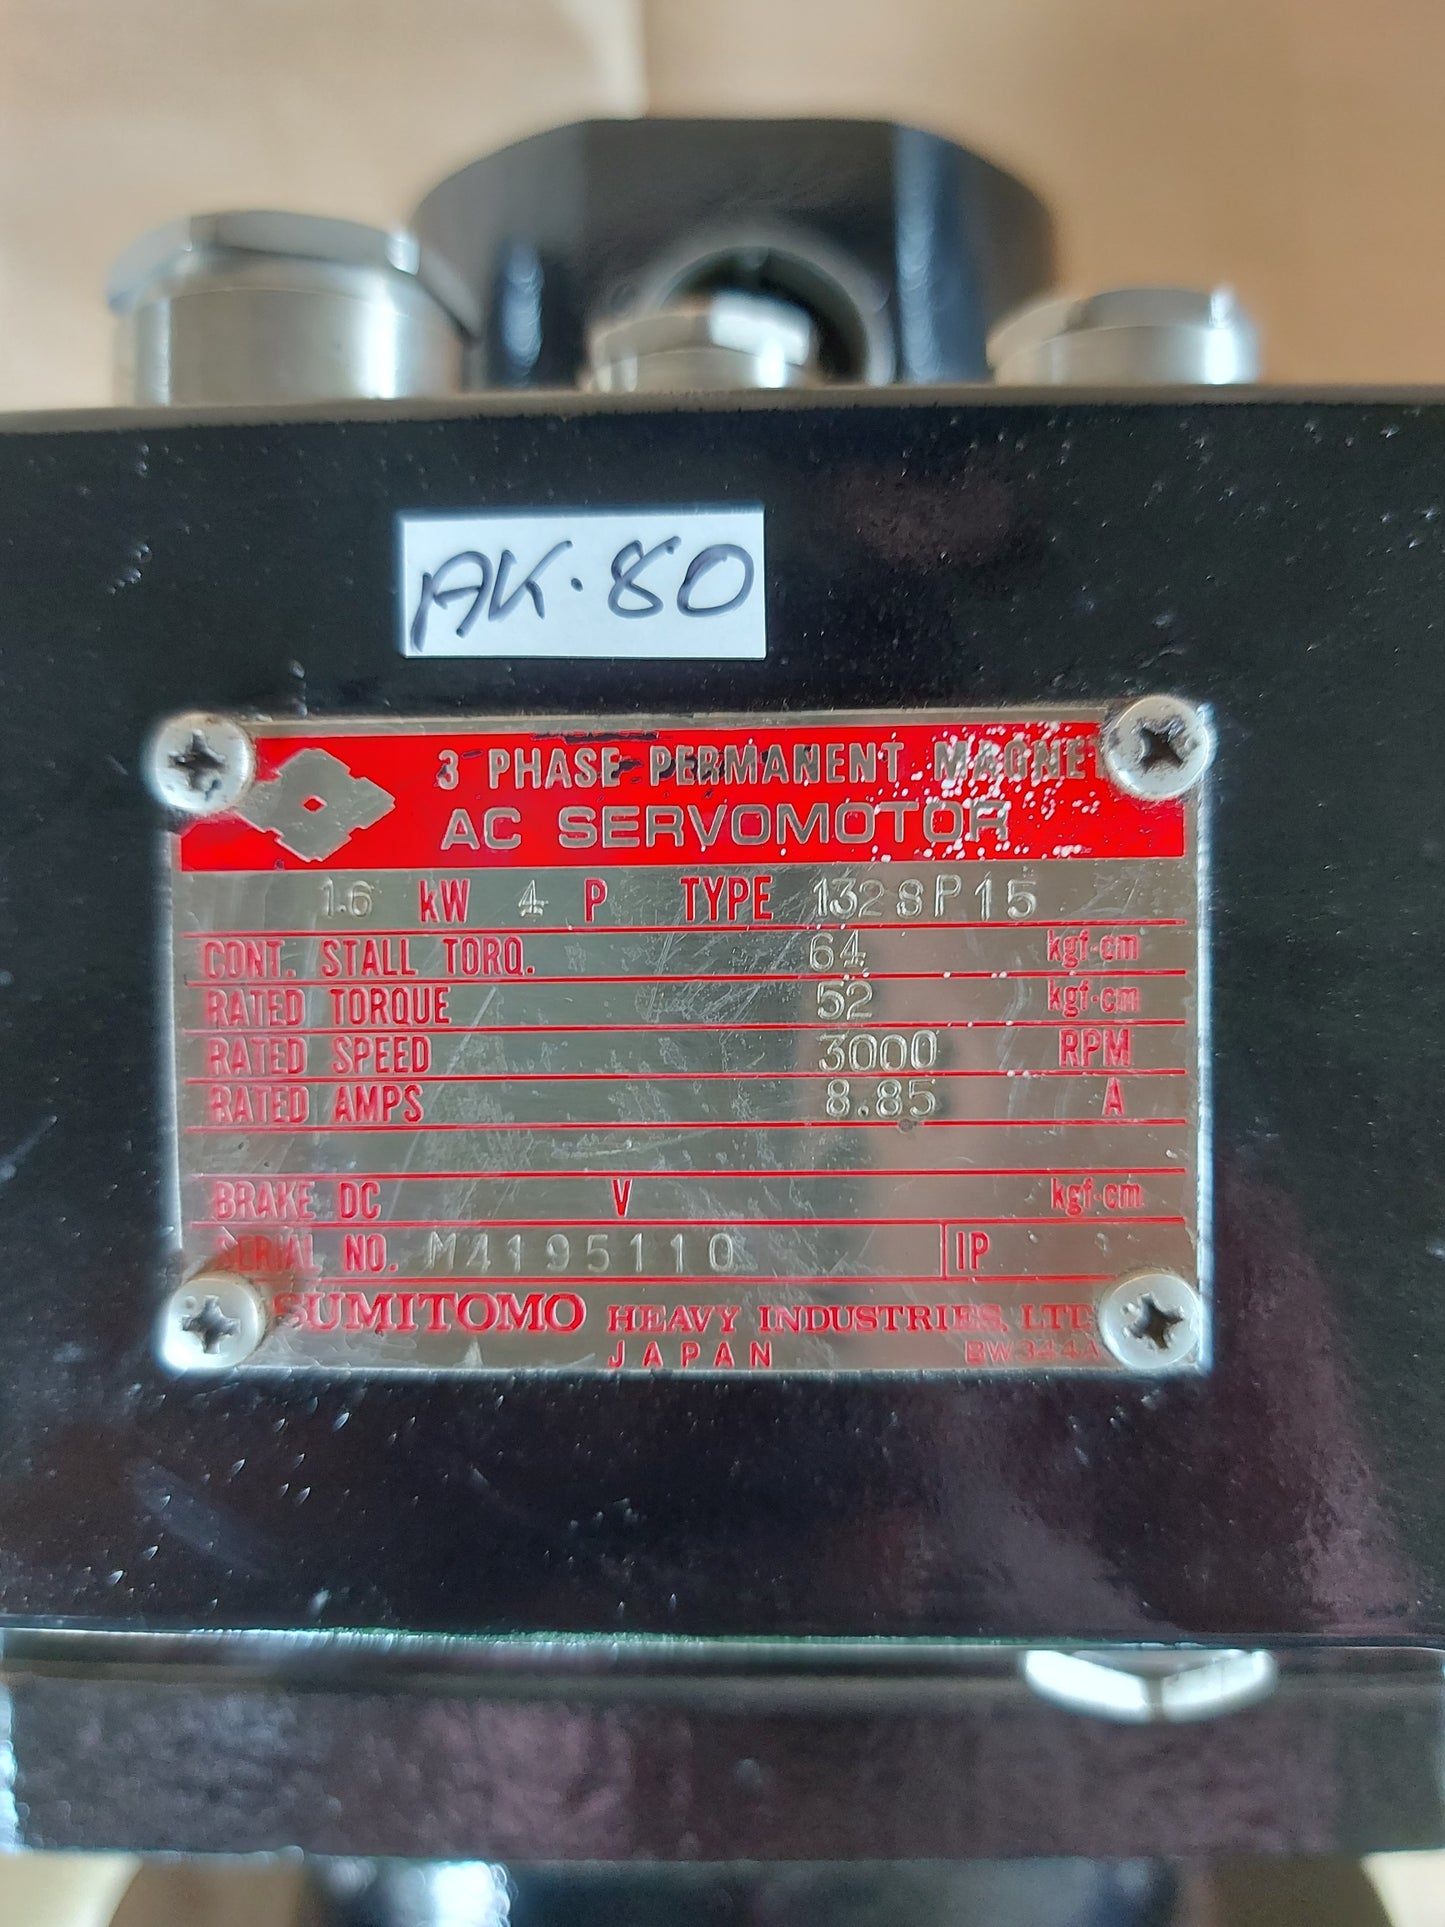 AK·80
3 PHASE PERMANENT MAGNET
AC SERVOMOTOR
1.6 kW 4 P TYPE 1328P15
CONT. STALL TORQ. 64 kgf-cm
RATED TORQUE 52 kgf-cm
RATED SPEED 3000 RPM
RATED AMPS 8.85 A
BRAKE DC V kgf-cm
SERIAL NO. M4195110 IP
SUMITOMO HEAVY INDUSTRIES, LTD.
JAPAN BW344A